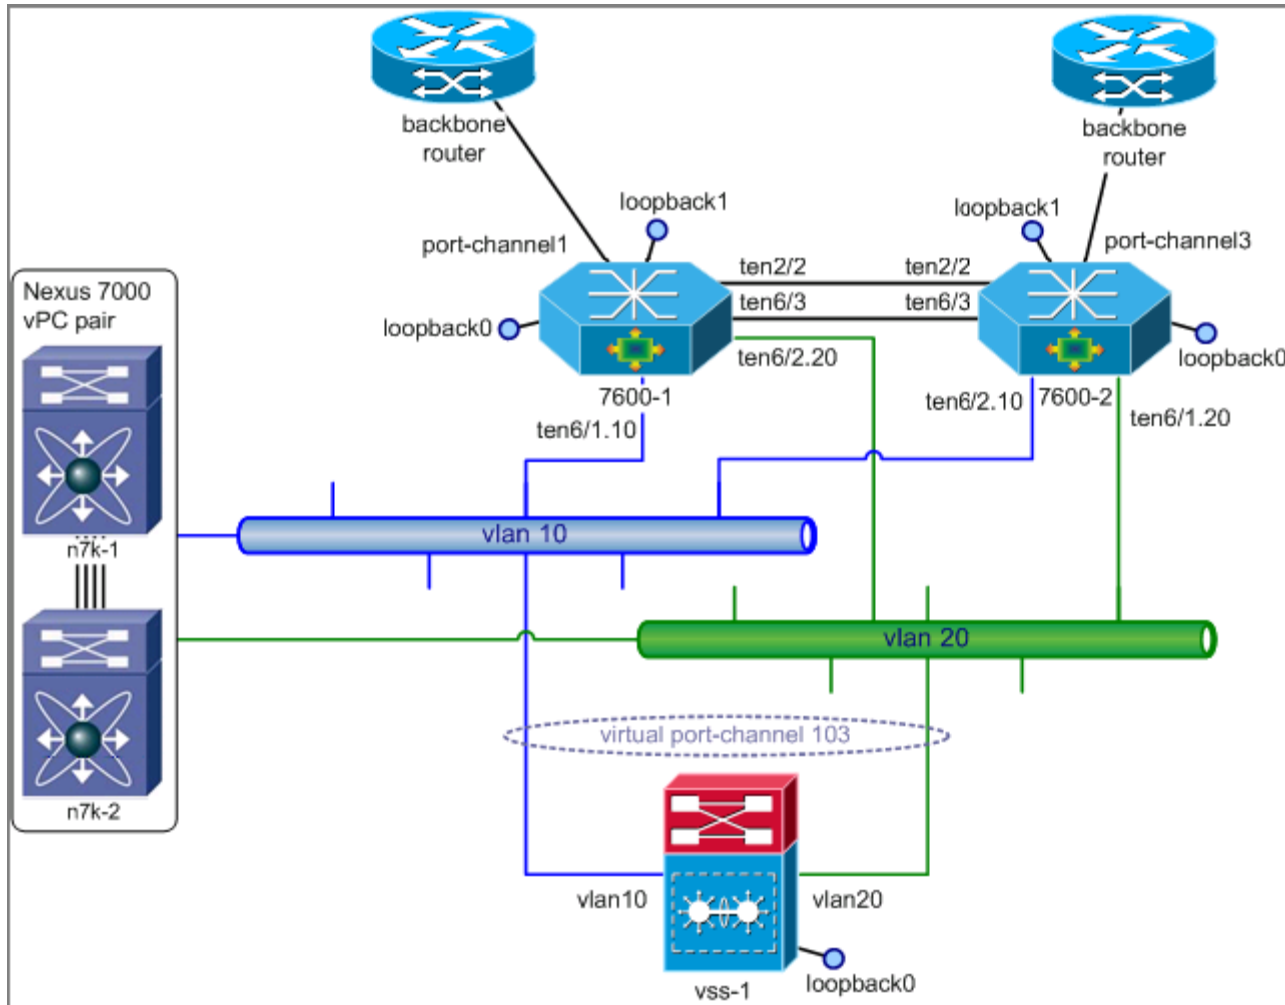 backbone
router
backbone
router
loopback1
loopback1
port-channel1
port-channel3
ten2/2
ten2/2
Nexus 7000
vPC pair
ten6/3
ten6/3
loopback0
loopback0
ten6/2.20
7600-1
ten6/2.10
7600-2
ten6/1.20
ten6/1.10
vlan 10
n7k-1
vlan 20
virtual port-channel 103
n7k-2
vlan10
vlan20
loopback0
vss-1